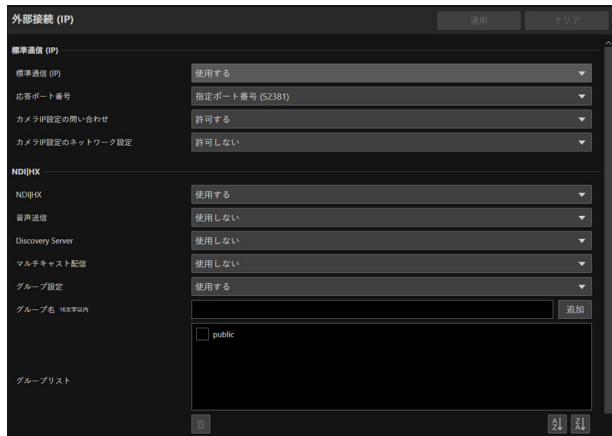 外部接続 (IP)
適用
クリア
標準通信 (IP)
標準通信 (IP)
使用する
応答ポート番号
指定ポート番号 (52381)
カメラIP設定の問い合わせ
許可する
カメラIP設定のネットワーク設定
許可しない
NDI|HX
NDI|HX
使用する
音声送信
使用しない
Discovery Server
使用しない
マルチキャスト配信
使用しない
グループ設定
使用する
グループ名 16文字以内
追加
public
グループリスト
A Z
Z A